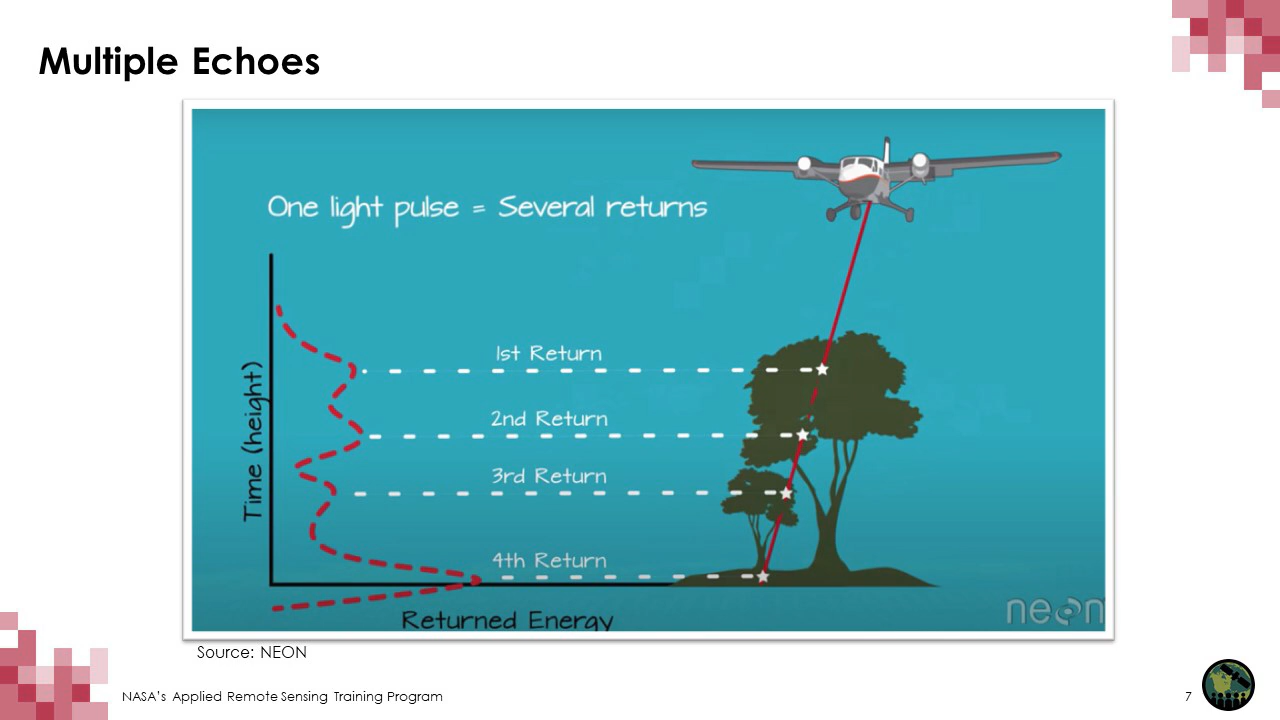 Multiple Echoes
One light pulse = Several returns
1st Return
2nd Return
3rd Return
4th Return
Time (height)
Returned Energy
neon
Source: NEON
NASA's Applied Remote Sensing Training Program
7